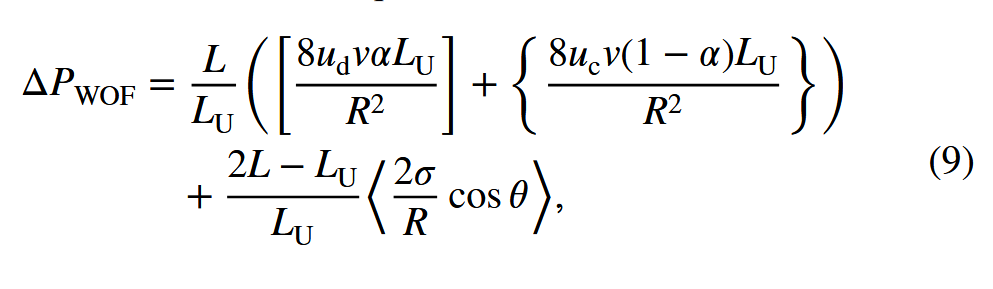 ΔP_WOF = L/L_U ( [ 8u_d vαL_U / R² ] + { 8u_c v(1 − α)L_U / R² } )
+ (2L − L_U)/L_U ⟨ 2σ/R cos θ ⟩, (9)